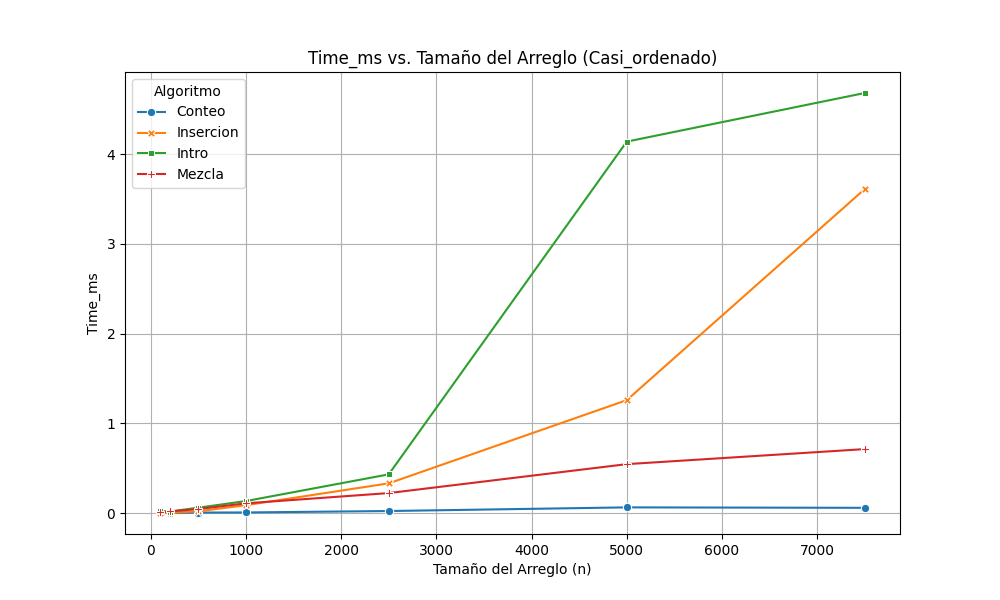 Time_ms vs. Tamaño del Arreglo (Casi_ordenado)
Algoritmo
Conteo
Insercion
Intro
Mezcla
Time_ms
4
3
2
1
0
0 1000 2000 3000 4000 5000 6000 7000
Tamaño del Arreglo (n)